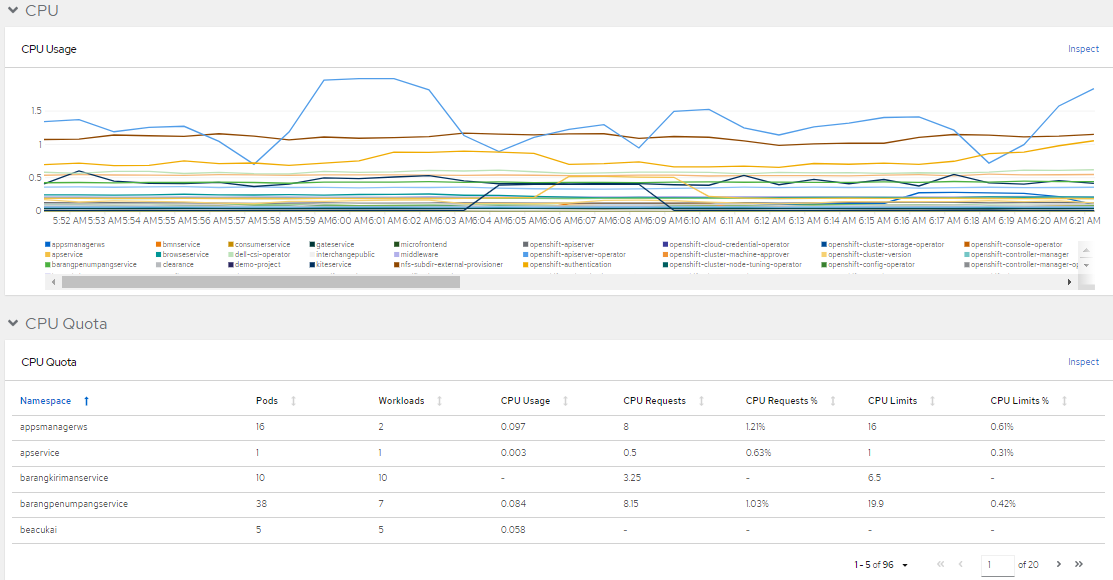 CPU
CPU Usage
Inspect
1.5
1
0.5
0
5:52 AM 5:53 AM 5:54 AM 5:55 AM 5:56 AM 5:57 AM 5:58 AM 5:59 AM 6:00 AM 6:01 AM 6:02 AM 6:03 AM 6:04 AM 6:05 AM 6:06 AM 6:07 AM 6:08 AM 6:09 AM 6:10 AM 6:11 AM 6:12 AM 6:13 AM 6:14 AM 6:15 AM 6:16 AM 6:17 AM 6:18 AM 6:19 AM 6:20 AM 6:21 AM
appsmanagerws bmnservice consumerservice gateservice microfrontend openshift-apiserver openshift-cloud-credential-operator openshift-cluster-storage-operator openshift-console-operator
apservice browseservice dell-csi-operator interchangepublic middleware openshift-apiserver-operator openshift-cluster-machine-approver openshift-cluster-version openshift-controller-manager
barangpenumpangservice clearance demo-project kiteservice nfs-subdir-external-provisioner openshift-authentication openshift-cluster-node-tuning-operator openshift-config-operator openshift-controller-manager-op
CPU Quota
CPU Quota
Inspect
Namespace Pods Workloads CPU Usage CPU Requests CPU Requests % CPU Limits CPU Limits %
appsmanagerws 16 2 0.097 8 1.21% 16 0.61%
apservice 1 1 0.003 0.5 0.63% 1 0.31%
barangkirimanservice 10 10 - 3.25 - 6.5 -
barangpenumpangservice 38 7 0.084 8.15 1.03% 19.9 0.42%
beacukai 5 5 0.058 - - - -
1 - 5 of 96 1 of 20